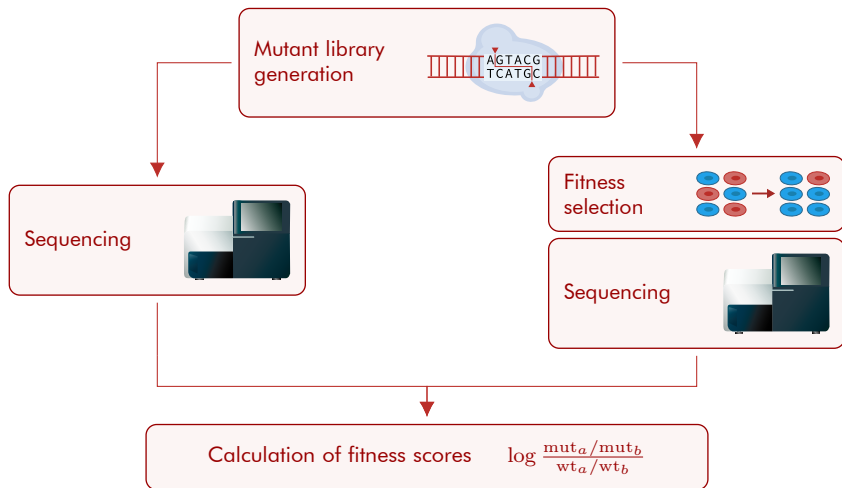 Mutant library
generation
AGTACG
TCATGC
Fitness
selection
Sequencing
Sequencing
Calculation of fitness scores log mut_a/mut_b
wt_a/wt_b